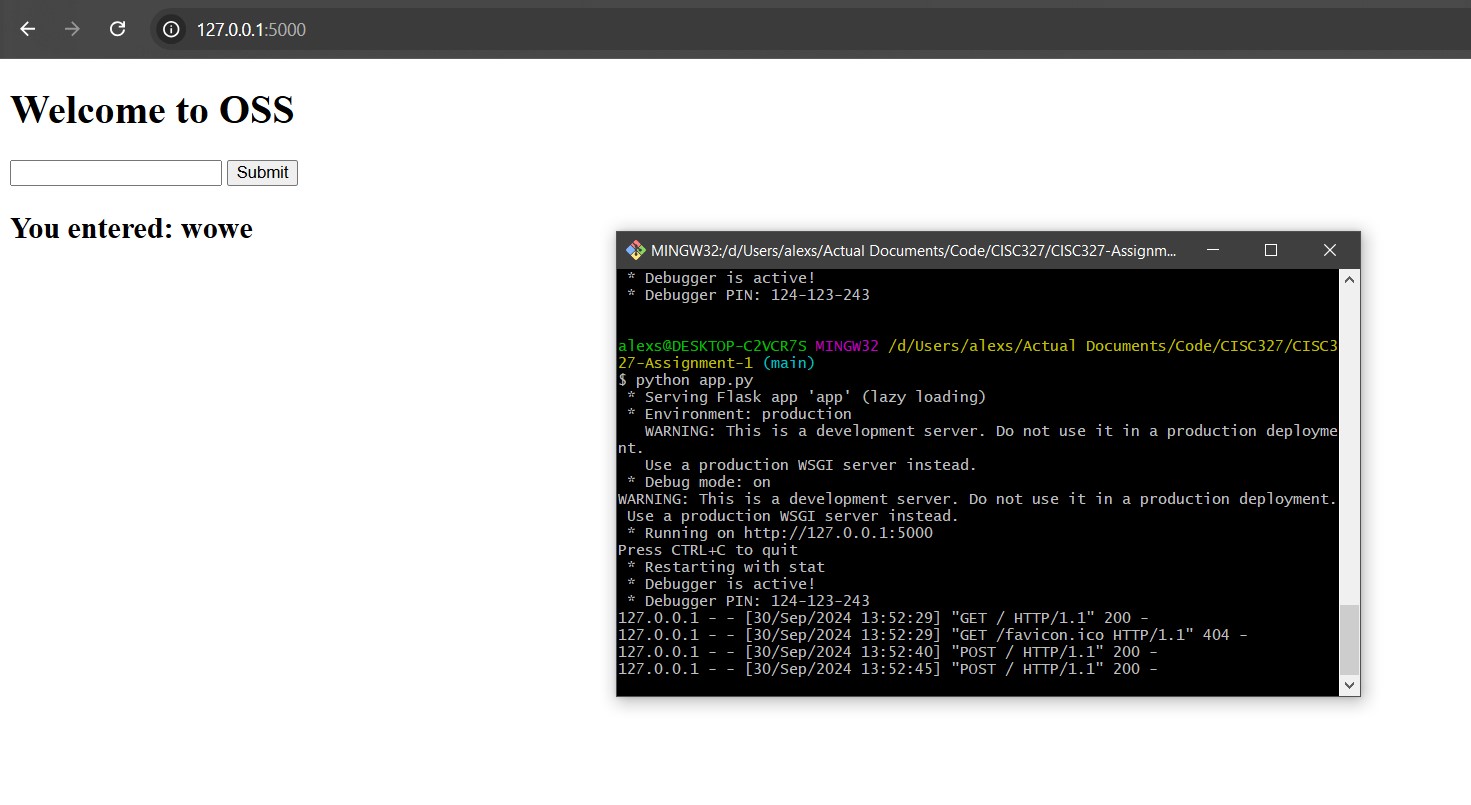 127.0.0.1:5000
Welcome to OSS
Submit
You entered: wowe
MINGW32:/d/Users/alexs/Actual Documents/Code/CISC327/CISC327-Assignm...
* Debugger is active!
* Debugger PIN: 124-123-243
alexs@DESKTOP-C2VCR7S MINGW32 /d/Users/alexs/Actual Documents/Code/CISC327/CISC3
27-Assignment-1 (main)
$ python app.py
* Serving Flask app 'app' (lazy loading)
* Environment: production
WARNING: This is a development server. Do not use it in a production deployme
nt.
Use a production WSGI server instead.
* Debug mode: on
WARNING: This is a development server. Do not use it in a production deployment.
Use a production WSGI server instead.
* Running on http://127.0.0.1:5000
Press CTRL+C to quit
* Restarting with stat
* Debugger is active!
* Debugger PIN: 124-123-243
127.0.0.1 - - [30/Sep/2024 13:52:29] "GET / HTTP/1.1" 200 -
127.0.0.1 - - [30/Sep/2024 13:52:29] "GET /favicon.ico HTTP/1.1" 404 -
127.0.0.1 - - [30/Sep/2024 13:52:40] "POST / HTTP/1.1" 200 -
127.0.0.1 - - [30/Sep/2024 13:52:45] "POST / HTTP/1.1" 200 -